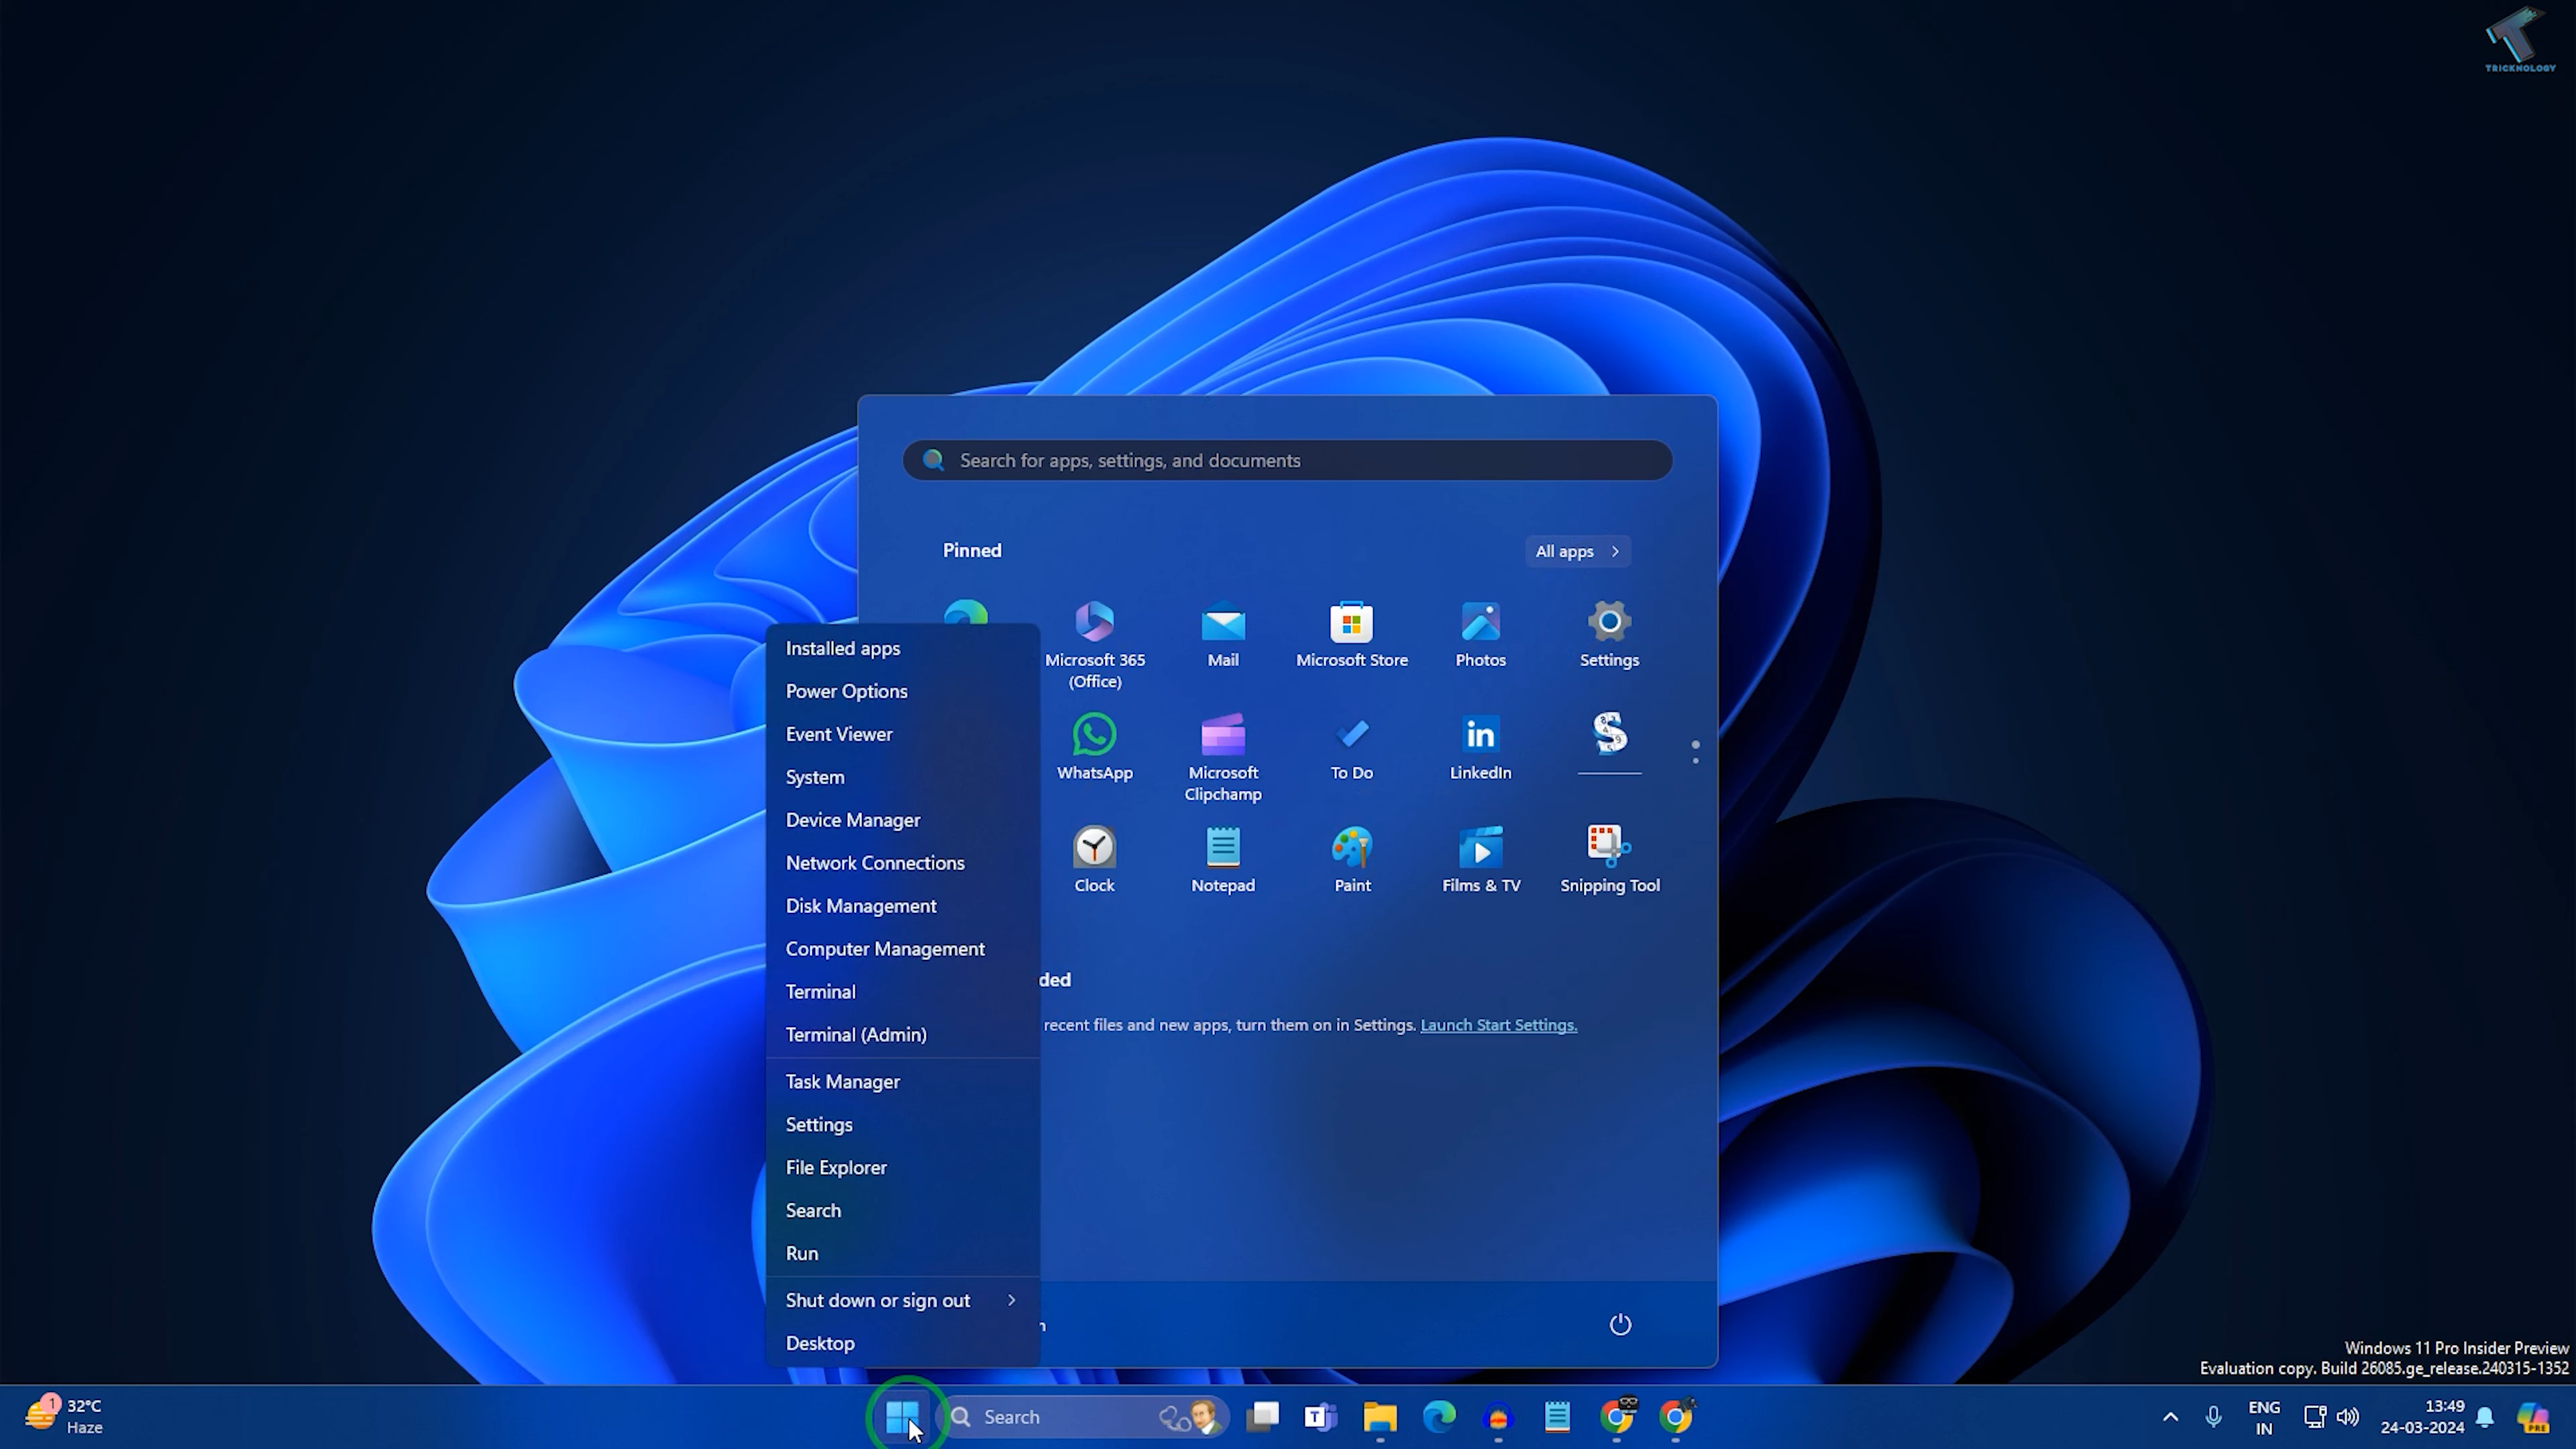 TRICKNOLOGY
Search for apps, settings, and documents
Pinned
All apps
Microsoft 365
(Office)
Mail
Microsoft Store
Photos
Settings
WhatsApp
Microsoft
Clipchamp
To Do
LinkedIn
Clock
Notepad
Paint
Films & TV
Snipping Tool
ded
recent files and new apps, turn them on in Settings. Launch Start Settings.
Installed apps
Power Options
Event Viewer
System
Device Manager
Network Connections
Disk Management
Computer Management
Terminal
Terminal (Admin)
Task Manager
Settings
File Explorer
Search
Run
Shut down or sign out
Desktop
n
Windows 11 Pro Insider Preview
Evaluation copy. Build 26085.ge_release.240315-1352
1
32°C
Haze
Search
ENG
IN
13:49
24-03-2024
PRE